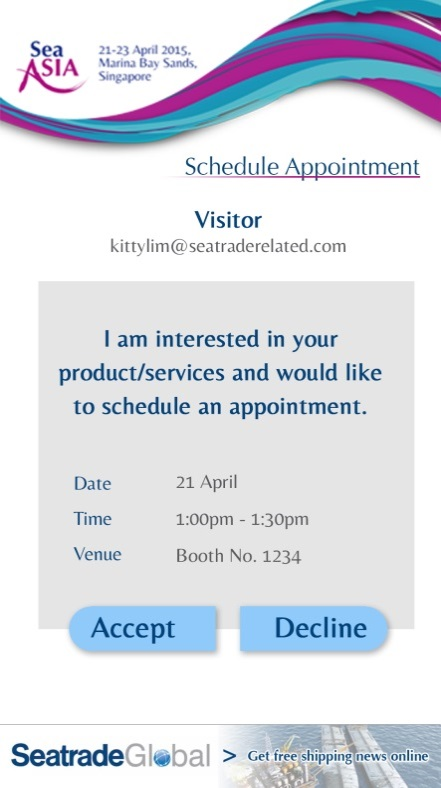 Sea
ASIA
21-23 April 2015,
Marina Bay Sands,
Singapore
Schedule Appointment
Visitor
kittylim@seatraderelated.com
I am interested in your
product/services and would like
to schedule an appointment.
Date 21 April
Time 1:00pm - 1:30pm
Venue Booth No. 1234
Accept Decline
SeatradeGlobal > Get free shipping news online